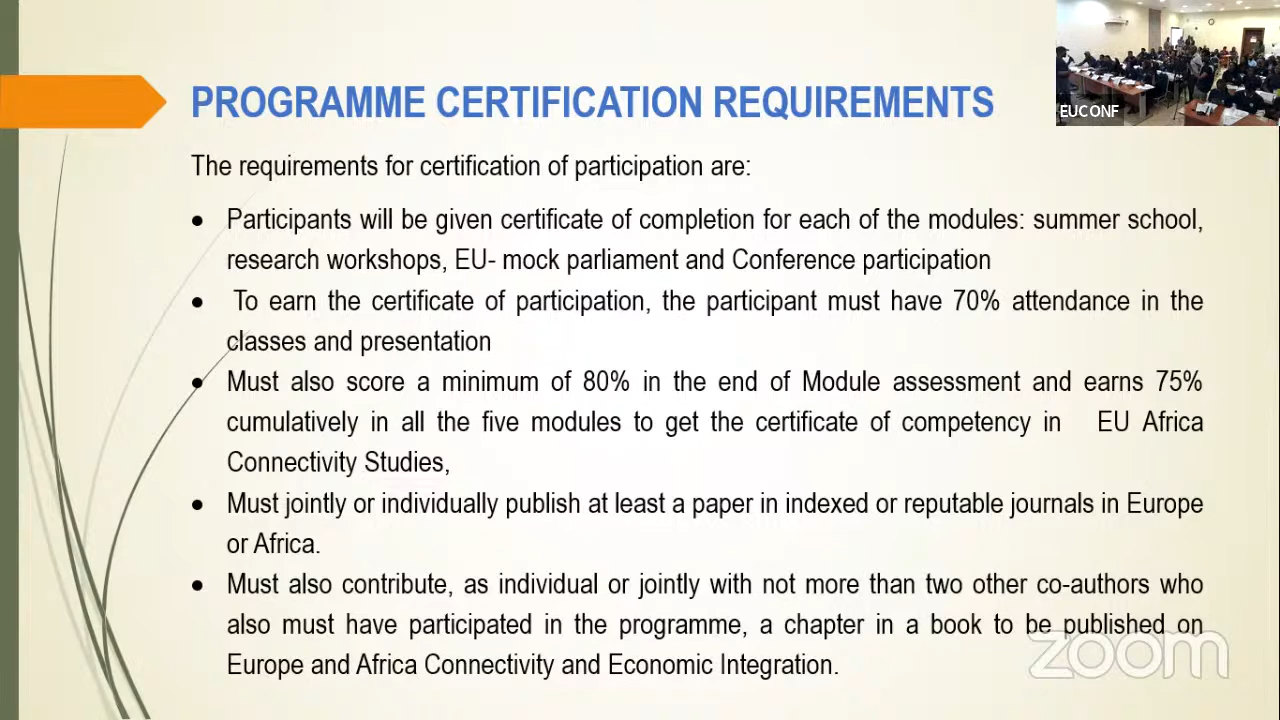 PROGRAMME CERTIFICATION REQUIREMENTS
EUCONF
The requirements for certification of participation are:
• Participants will be given certificate of completion for each of the modules: summer school,
research workshops, EU- mock parliament and Conference participation
• To earn the certificate of participation, the participant must have 70% attendance in the
classes and presentation
• Must also score a minimum of 80% in the end of Module assessment and earns 75%
cumulatively in all the five modules to get the certificate of competency in EU Africa
Connectivity Studies,
• Must jointly or individually publish at least a paper in indexed or reputable journals in Europe
or Africa.
• Must also contribute, as individual or jointly with not more than two other co-authors who
also must have participated in the programme, a chapter in a book to be published on
Europe and Africa Connectivity and Economic Integration.
zoom